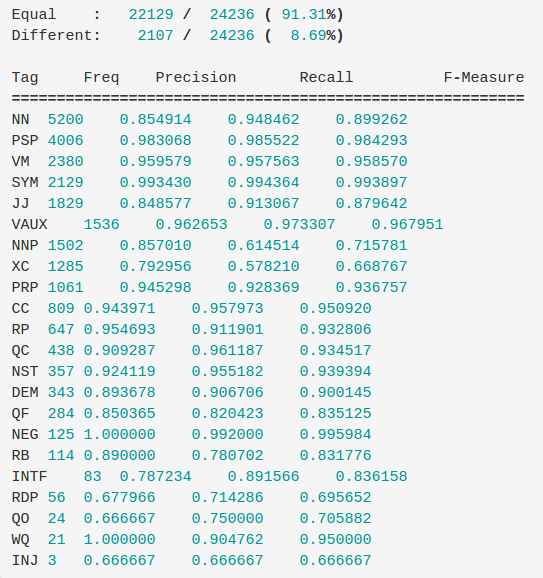 Equal    :   22129 /  24236 ( 91.31%)
Different:    2107 /  24236 (  8.69%)

Tag     Freq    Precision       Recall          F-Measure
=========================================================
NN  5200    0.854914    0.948462    0.899262
PSP 4006    0.983068    0.985522    0.984293
VM  2380    0.959579    0.957563    0.958570
SYM 2129    0.993430    0.994364    0.993897
JJ  1829    0.848577    0.913067    0.879642
VAUX    1536    0.962653    0.973307    0.967951
NNP 1502    0.857010    0.614514    0.715781
XC  1285    0.792956    0.578210    0.668767
PRP 1061    0.945298    0.928369    0.936757
CC  809 0.943971    0.957973    0.950920
RP  647 0.954693    0.911901    0.932806
QC  438 0.909287    0.961187    0.934517
NST 357 0.924119    0.955182    0.939394
DEM 343 0.893678    0.906706    0.900145
QF  284 0.850365    0.820423    0.835125
NEG 125 1.000000    0.992000    0.995984
RB  114 0.890000    0.780702    0.831776
INTF    83  0.787234    0.891566    0.836158
RDP 56  0.677966    0.714286    0.695652
QO  24  0.666667    0.750000    0.705882
WQ  21  1.000000    0.904762    0.950000
INJ 3   0.666667    0.666667    0.666667